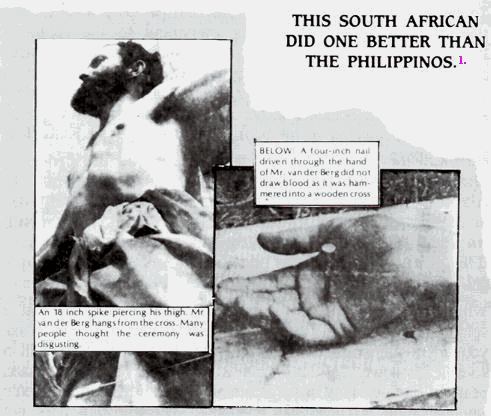 THIS SOUTH AFRICAN
DID ONE BETTER THAN
THE PHILIPPINOS.1.
BELOW: A four-inch nail
driven through the hand
of Mr. van der Berg did not
draw blood as it was ham-
mered into a wooden cross
An 18 inch spike piercing his thigh. Mr
van der Berg hangs from the cross. Many
people thought the ceremony was
disgusting.